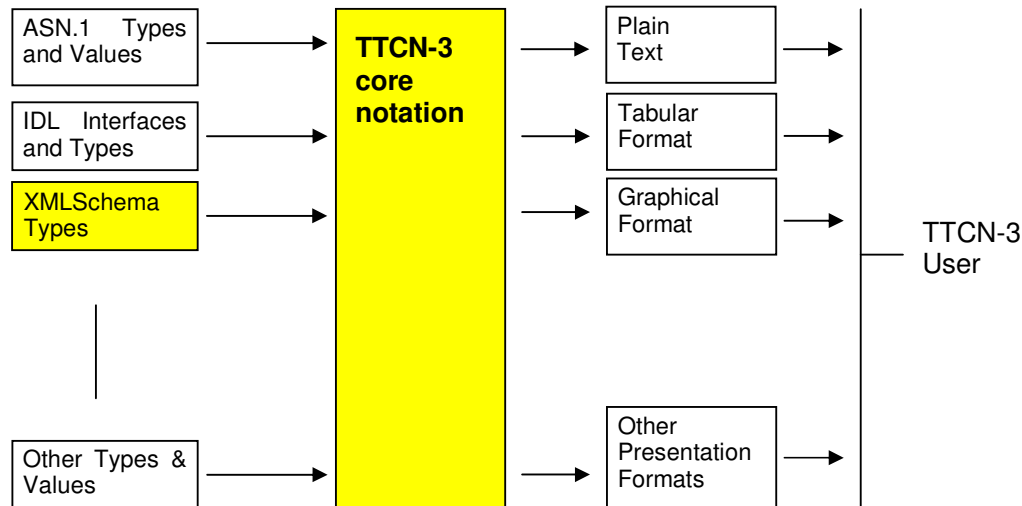 ASN.1 Types
and Values
IDL Interfaces
and Types
XMLSchema
Types
Other Types &
Values
TTCN-3
core
notation
Plain
Text
Tabular
Format
Graphical
Format
Other
Presentation
Formats
TTCN-3
User